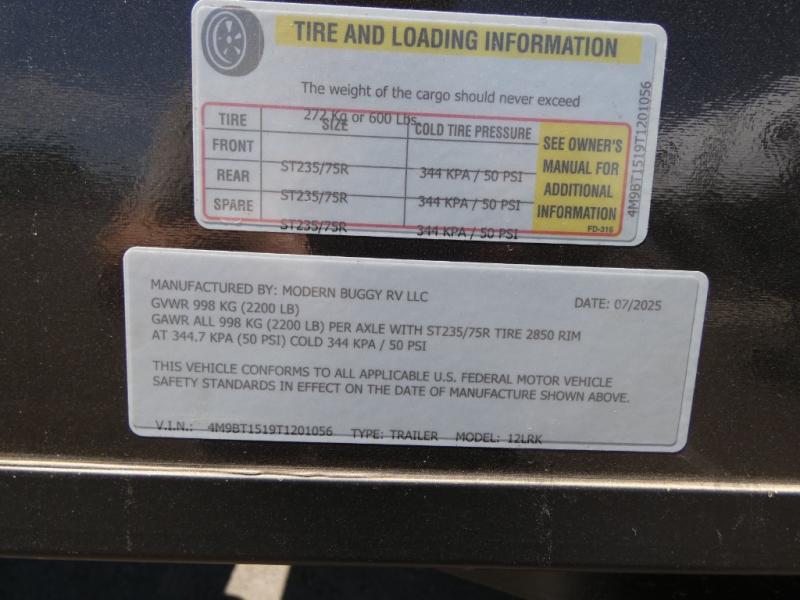 TIRE AND LOADING INFORMATION
The weight of the cargo should never exceed
272 Kg or 600 Lbs.
TIRE SIZE COLD TIRE PRESSURE
FRONT ST235/75R 344 KPA / 50 PSI
REAR ST235/75R 344 KPA / 50 PSI
SPARE ST235/75R 344 KPA / 50 PSI
SEE OWNER'S
MANUAL FOR
ADDITIONAL
INFORMATION
FD-316
4M9BT1519T1201056
MANUFACTURED BY: MODERN BUGGY RV LLC DATE: 07/2025
GVWR 998 KG (2200 LB)
GAWR ALL 998 KG (2200 LB) PER AXLE WITH ST235/75R TIRE 2850 RIM
AT 344.7 KPA (50 PSI) COLD 344 KPA / 50 PSI
THIS VEHICLE CONFORMS TO ALL APPLICABLE U.S. FEDERAL MOTOR VEHICLE
SAFETY STANDARDS IN EFFECT ON THE DATE OF MANUFACTURE SHOWN ABOVE.
V.I.N.: 4M9BT1519T1201056 TYPE: TRAILER MODEL: 12LRK